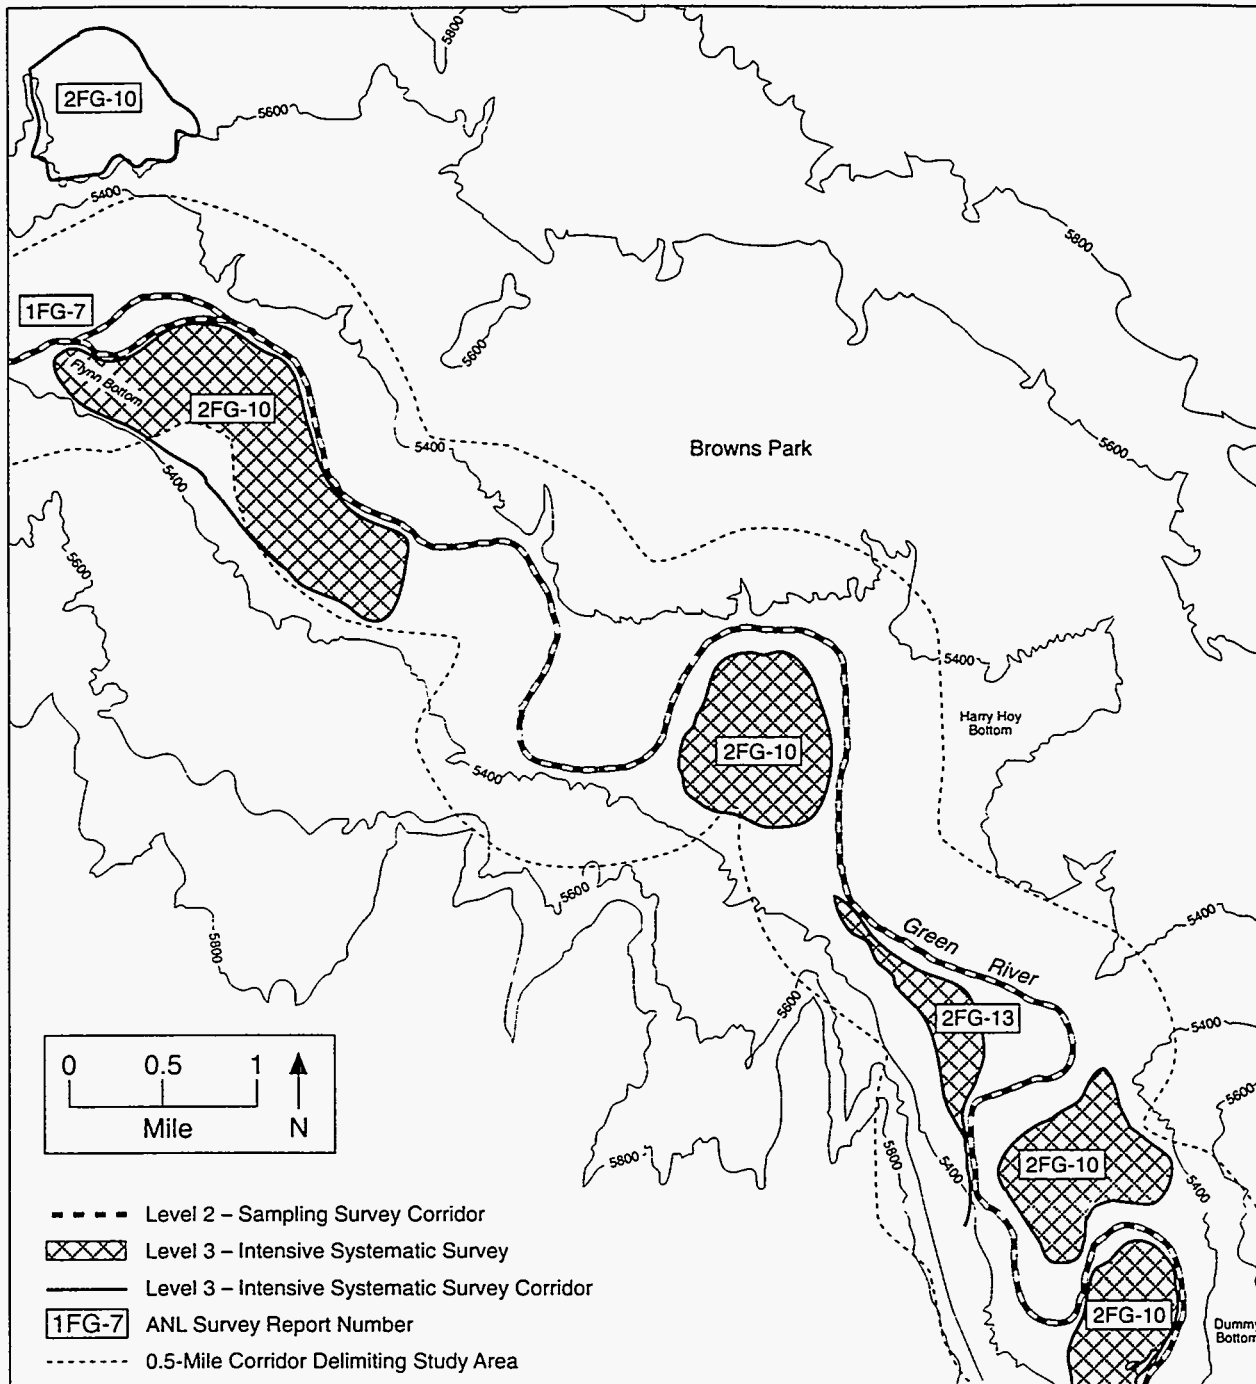 5800
2FG-10
5600
5400
5800
1FG-7
5600
Flynn Bottom
2FG-10
5400
Browns Park
5600
5400
5600
5400
Harry Hoy
Bottom
2FG-10
5400
5600
5400
5800
Green River
5600
2FG-13
5400
5600
0 0.5 1
Mile N
5800
5800
5400
2FG-10
5400
Level 2 – Sampling Survey Corridor
Level 3 – Intensive Systematic Survey
Level 3 – Intensive Systematic Survey Corridor
2FG-10
Dummy
Bottom
1FG-7 ANL Survey Report Number
0.5-Mile Corridor Delimiting Study Area